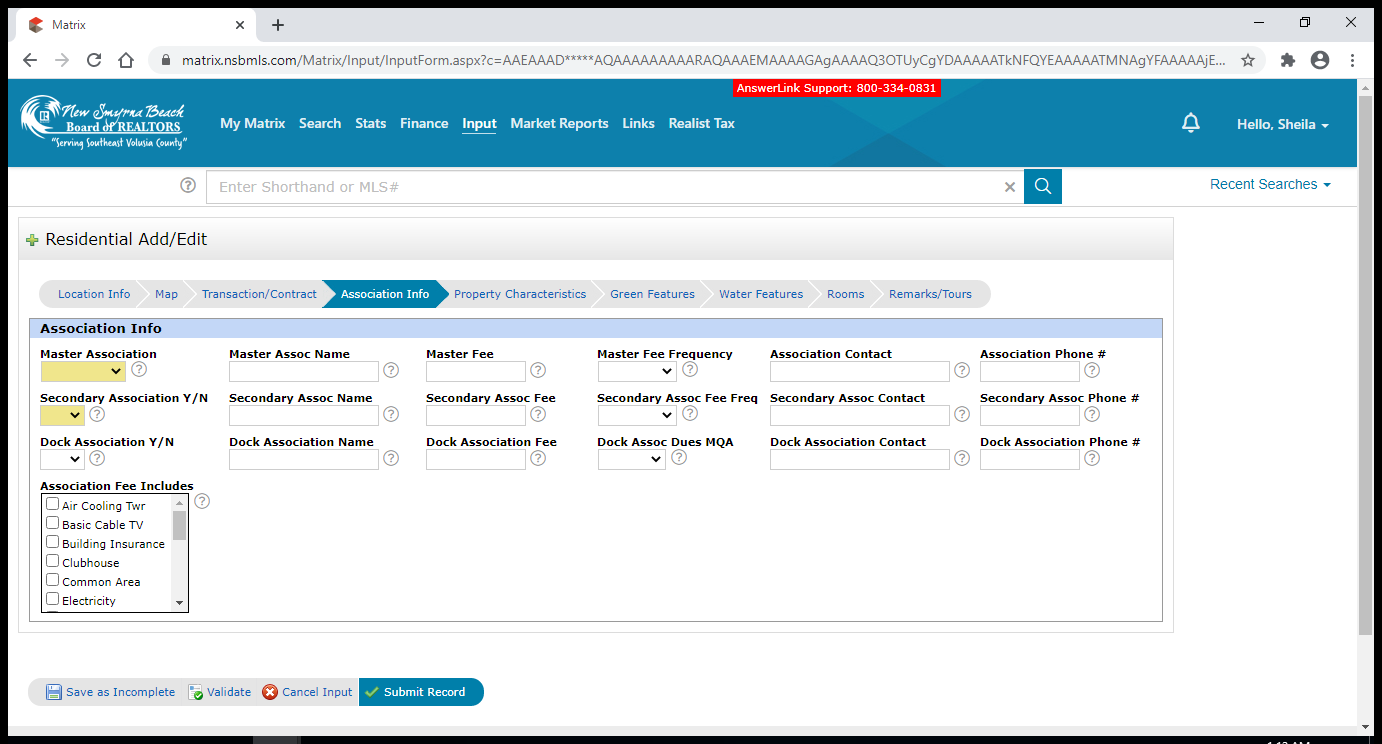 Matrix
matrix.nsbmls.com/Matrix/Input/InputForm.aspx?c=AAEAAAD*****AQAAAAAAAAARAQAAAEMAAAAGAgAAAAQ3OTUyCgYDAAAAATkNFQYEAAAAATMNAgYFAAAAAjE...
AnswerLink Support: 800-334-0831
New Smyrna Beach
Board of REALTORS
"Serving Southeast Volusia County"
My Matrix Search Stats Finance Input Market Reports Links Realist Tax
Hello, Sheila
Enter Shorthand or MLS#
Recent Searches
Residential Add/Edit
Location Info Map Transaction/Contract Association Info Property Characteristics Green Features Water Features Rooms Remarks/Tours
Association Info
Master Association Master Assoc Name Master Fee Master Fee Frequency Association Contact Association Phone #
Secondary Association Y/N Secondary Assoc Name Secondary Assoc Fee Secondary Assoc Fee Freq Secondary Assoc Contact Secondary Assoc Phone #
Dock Association Y/N Dock Association Name Dock Association Fee Dock Assoc Dues MQA Dock Association Contact Dock Association Phone #
Association Fee Includes
Air Cooling Twr
Basic Cable TV
Building Insurance
Clubhouse
Common Area
Electricity
Save as Incomplete Validate Cancel Input Submit Record